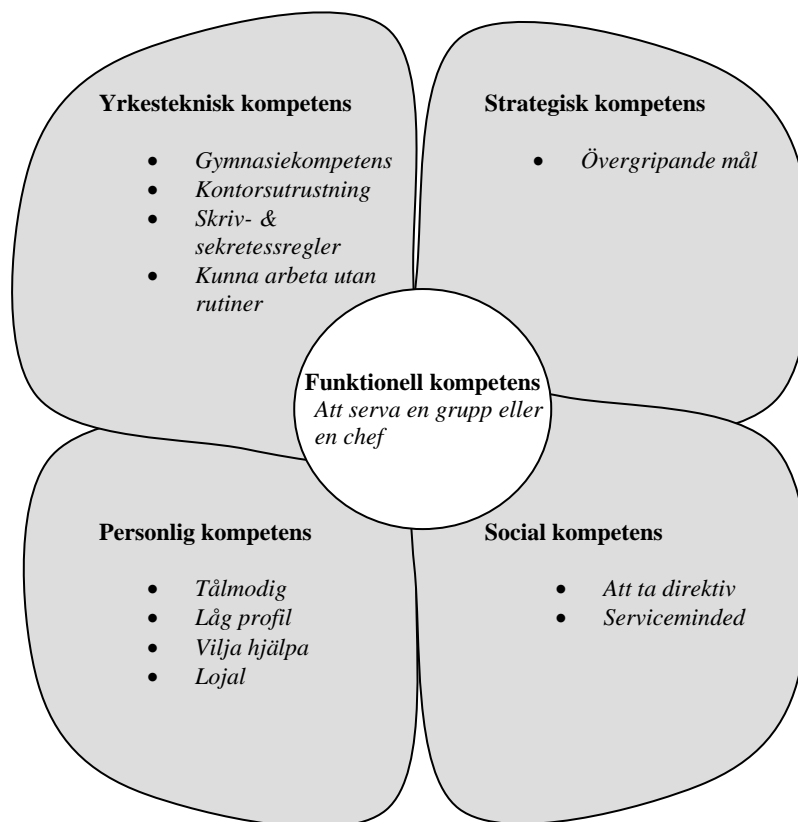 Yrkesteknisk kompetens
• Gymnasiekompetens
• Kontorsutrustning
• Skriv- &
sekretessregler
• Kunna arbeta utan
rutiner
Strategisk kompetens
• Övergripande mål
Funktionell kompetens
Att serva en grupp eller
en chef
Personlig kompetens
• Tålmodig
• Låg profil
• Vilja hjälpa
• Lojal
Social kompetens
• Att ta direktiv
• Serviceminded